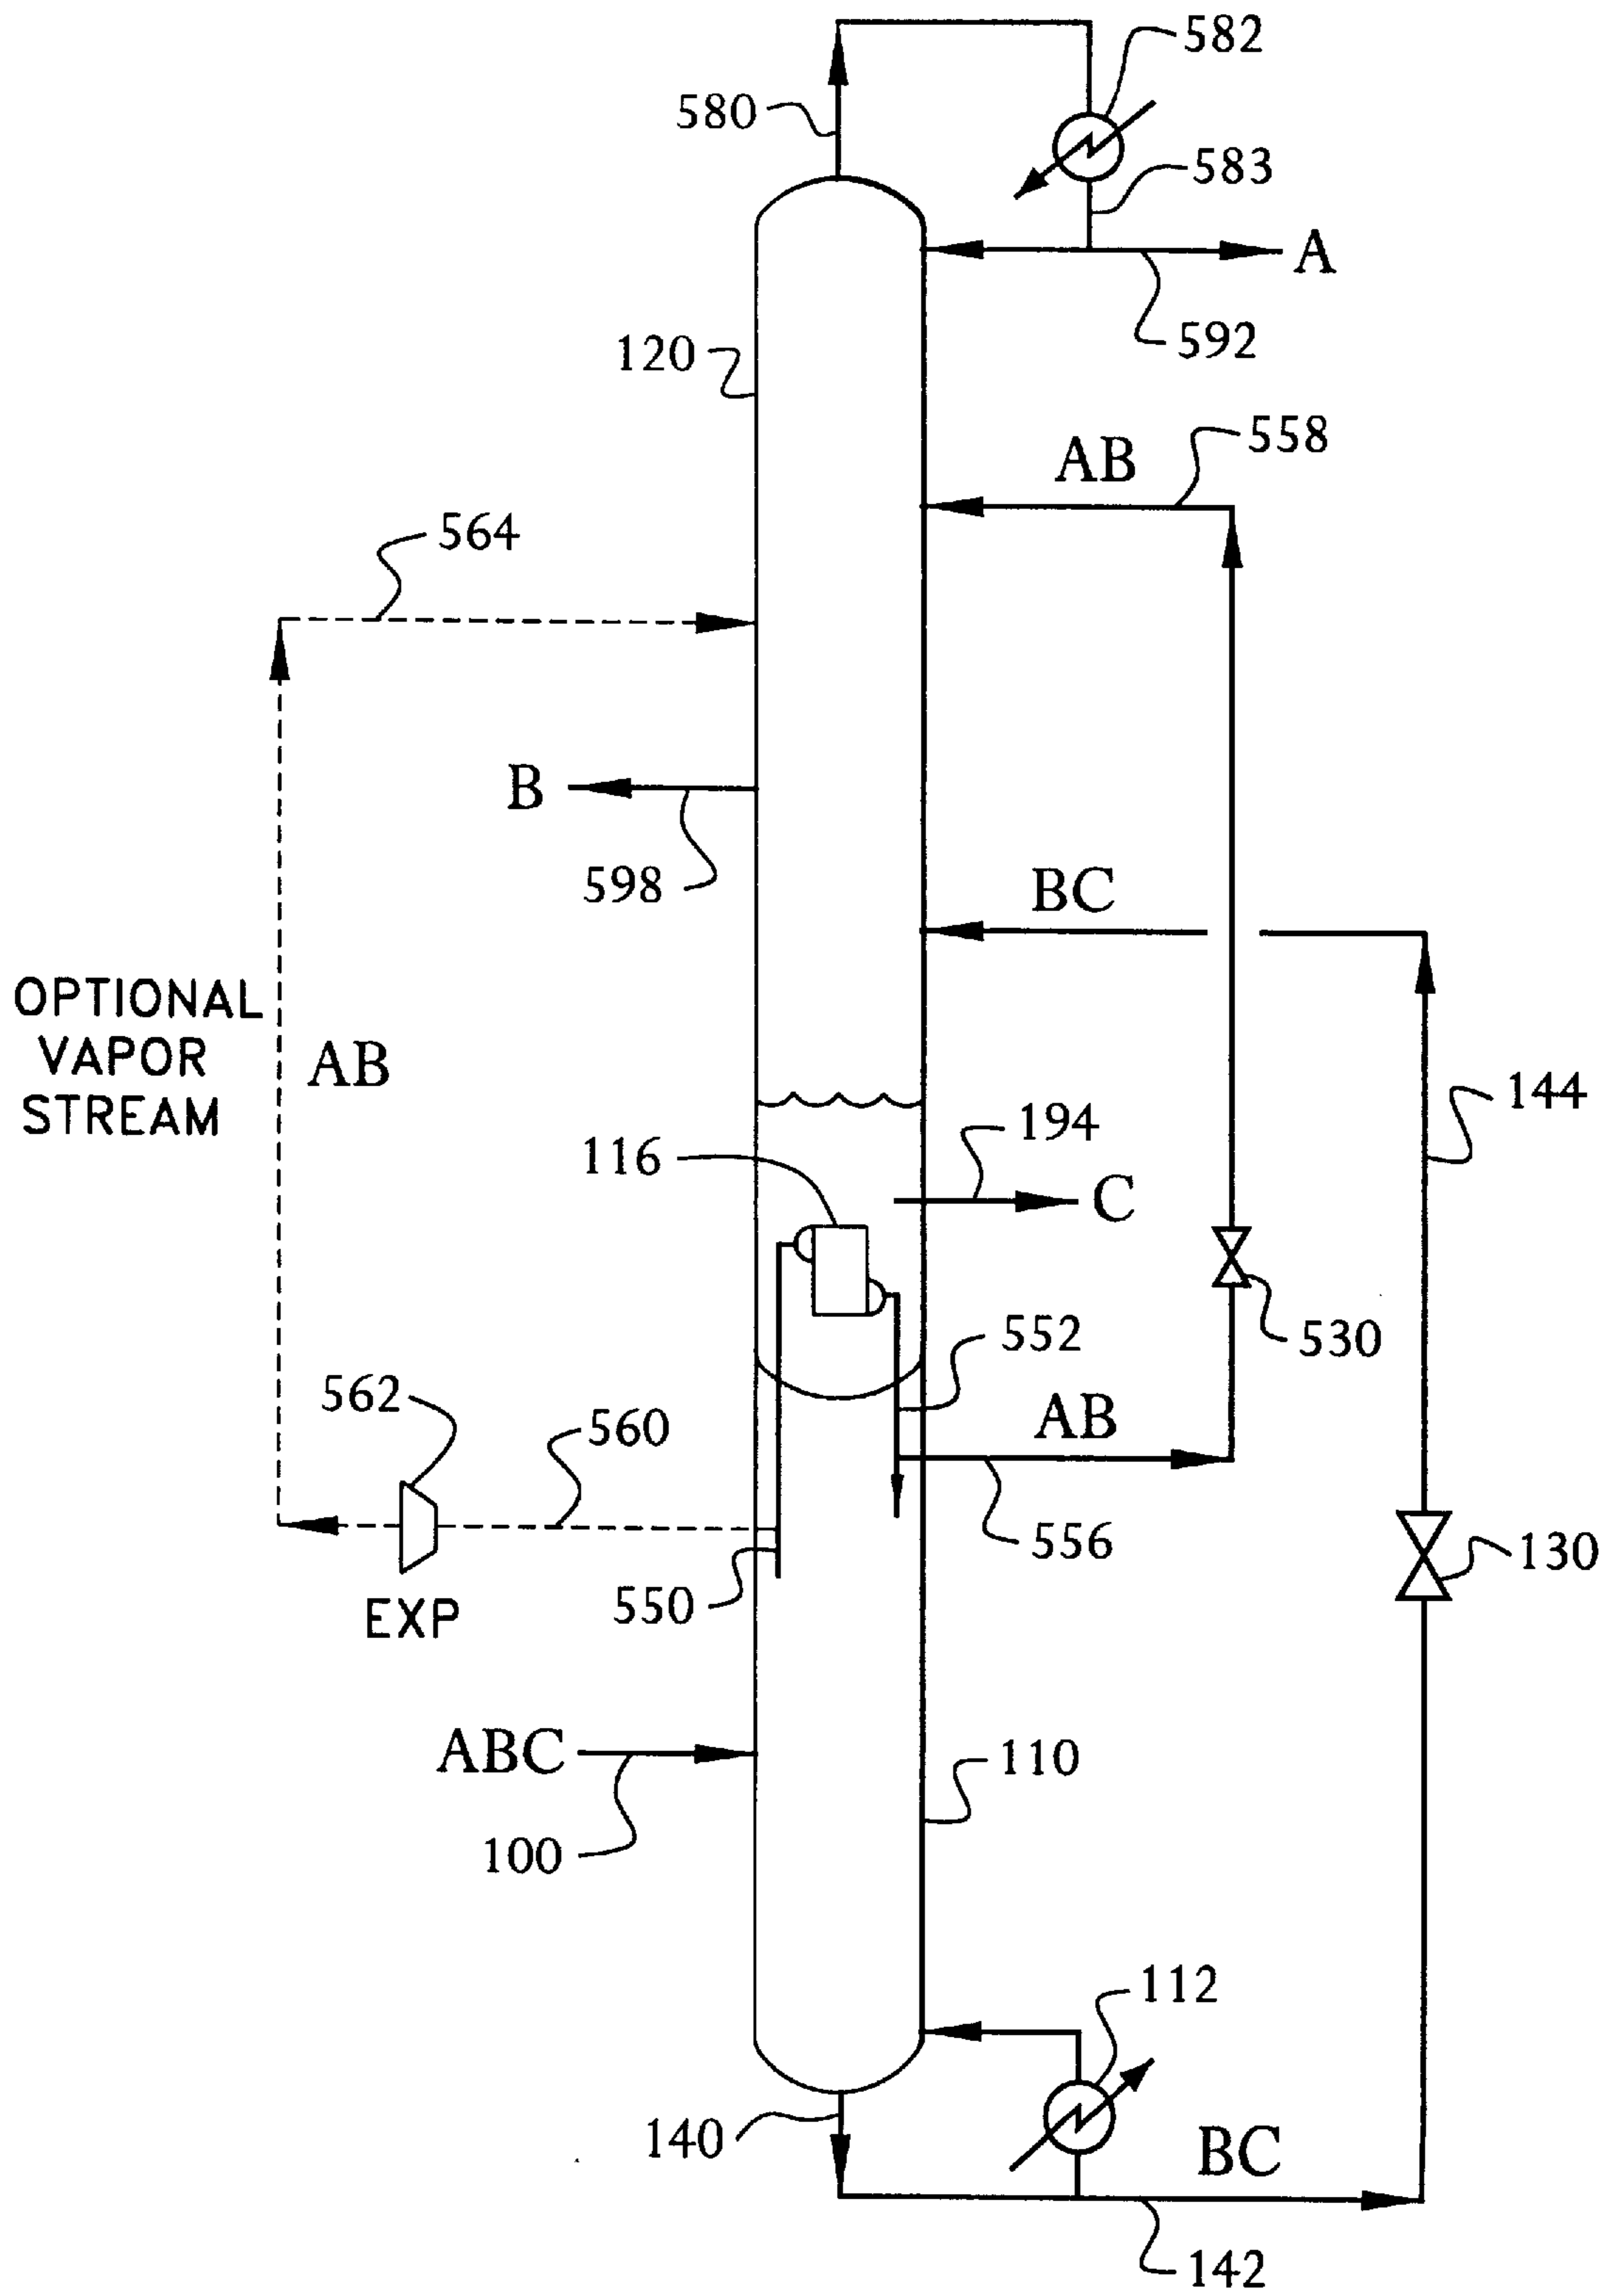 582
580
583
A
592
120
558
AB
564
B
598
BC
OPTIONAL
VAPOR
STREAM
AB
144
194
116
C
530
552
562
560
AB
556
130
550
EXP
ABC
110
100
112
140
BC
142